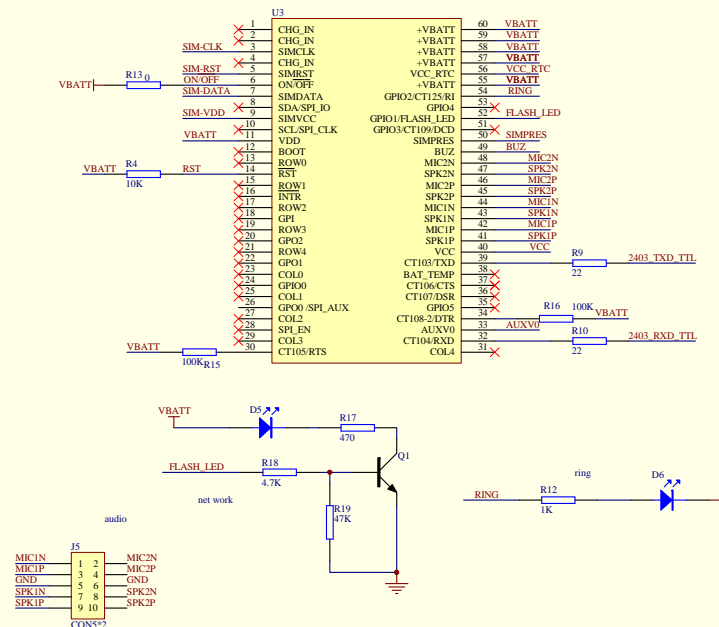 U3
1 CHG_IN +VBATT 60 VBATT
2 CHG_IN +VBATT 59 VBATT
SIM-CLK 3 SIMCLK +VBATT 58 VBATT
4 CHG_IN +VBATT 57 VBATT
SIM-RST 5 SIMRST VCC_RTC 56 VCC_RTC
VBATT R13 0 ON/OFF 6 ON/OFF +VBATT 55 VBATT
SIM-DATA 7 SIMDATA GPIO2/CT125/RI 54 RING
8 SDA/SPI_IO GPIO4 53
SIM-VDD 9 SIMVCC GPIO1/FLASH_LED 52 FLASH_LED
10 SCL/SPI_CLK GPIO3/CT109/DCD 51
VBATT 11 VDD SIMPRES 50 SIMPRES
12 BOOT BUZ 49 BUZ
13 ROW0 MIC2N 48 MIC2N
VBATT R4 10K RST 14 RST SPK2N 47 SPK2N
15 ROW1 MIC2P 46 MIC2P
16 INTR SPK2P 45 SPK2P
17 ROW2 MIC1N 44 MIC1N
18 GPI SPK1N 43 SPK1N
19 ROW3 MIC1P 42 MIC1P
20 GPO2 SPK1P 41 SPK1P
21 ROW4 VCC 40 VCC
22 GPO1 CT103/TXD 39 R9 22 2403_TXD_TTL
23 COL0 BAT_TEMP 38
24 GPIO0 CT106/CTS 37
25 COL1 CT107/DSR 36
26 GPO0 /SPI_AUX GPIO5 35
27 COL2 CT108-2/DTR 34 R16 100K VBATT
28 SPI_EN AUXV0 33 AUXV0
29 COL3 CT104/RXD 32 R10 22 2403_RXD_TTL
VBATT 100K R15 30 CT105/RTS COL4 31
VBATT D5 R17
470
Q1
FLASH_LED R18
4.7K
R19
47K
net work
ring
RING R12 D6
1K
audio
J5
MIC1N 1 2 MIC2N
MIC1P 3 4 MIC2P
GND 5 6 GND
SPK1N 7 8 SPK2N
SPK1P 9 10 SPK2P
CON5*2